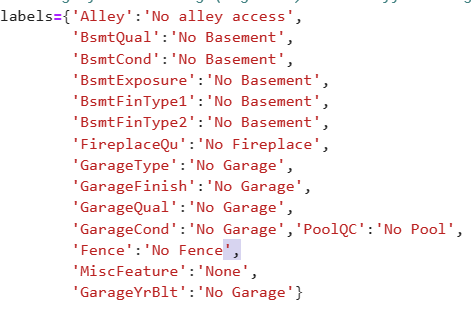 labels={'Alley':'No alley access',
'BsmtQual':'No Basement',
'BsmtCond':'No Basement',
'BsmtExposure':'No Basement',
'BsmtFinType1':'No Basement',
'BsmtFinType2':'No Basement',
'FireplaceQu':'No Fireplace',
'GarageType':'No Garage',
'GarageFinish':'No Garage',
'GarageQual':'No Garage',
'GarageCond':'No Garage','PoolQC':'No Pool',
'Fence':'No Fence',
'MiscFeature':'None',
'GarageYrBlt':'No Garage'}